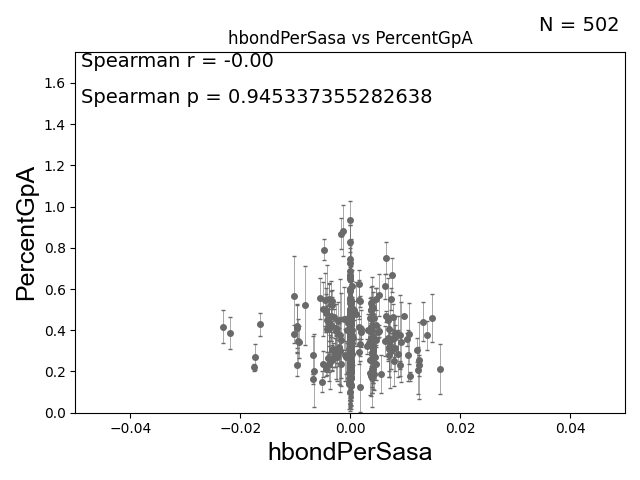 N = 502
hbondPerSasa vs PercentGpA
Spearman r = -0.00
Spearman p = 0.945337355282638
1.6
1.4
1.2
1.0
0.8
0.6
0.4
0.2
0.0
PercentGpA
−0.04
−0.02
0.00
0.02
0.04
hbondPerSasa